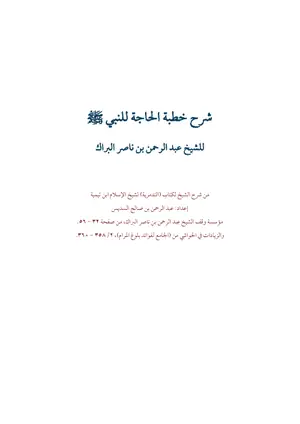 شرح خطبة الحاجة للنبي ﷺ
للشيخ عبد الرحمن بن ناصر البراك
من شرح الشيخ لكتاب (التدمرية) لشيخ الإسلام ابن تيمية
إعداد: عبد الرحمن بن صالح السديس
مؤسسة وقف الشيخ عبد الرحمن بن ناصر البراك، من صفحة ٣٢ - ٥٦.
والزيادات في الحواشي من (الجامع لفوائد بلوغ المرام)، ٢/ ٣٥٨ - ٣٦٠.